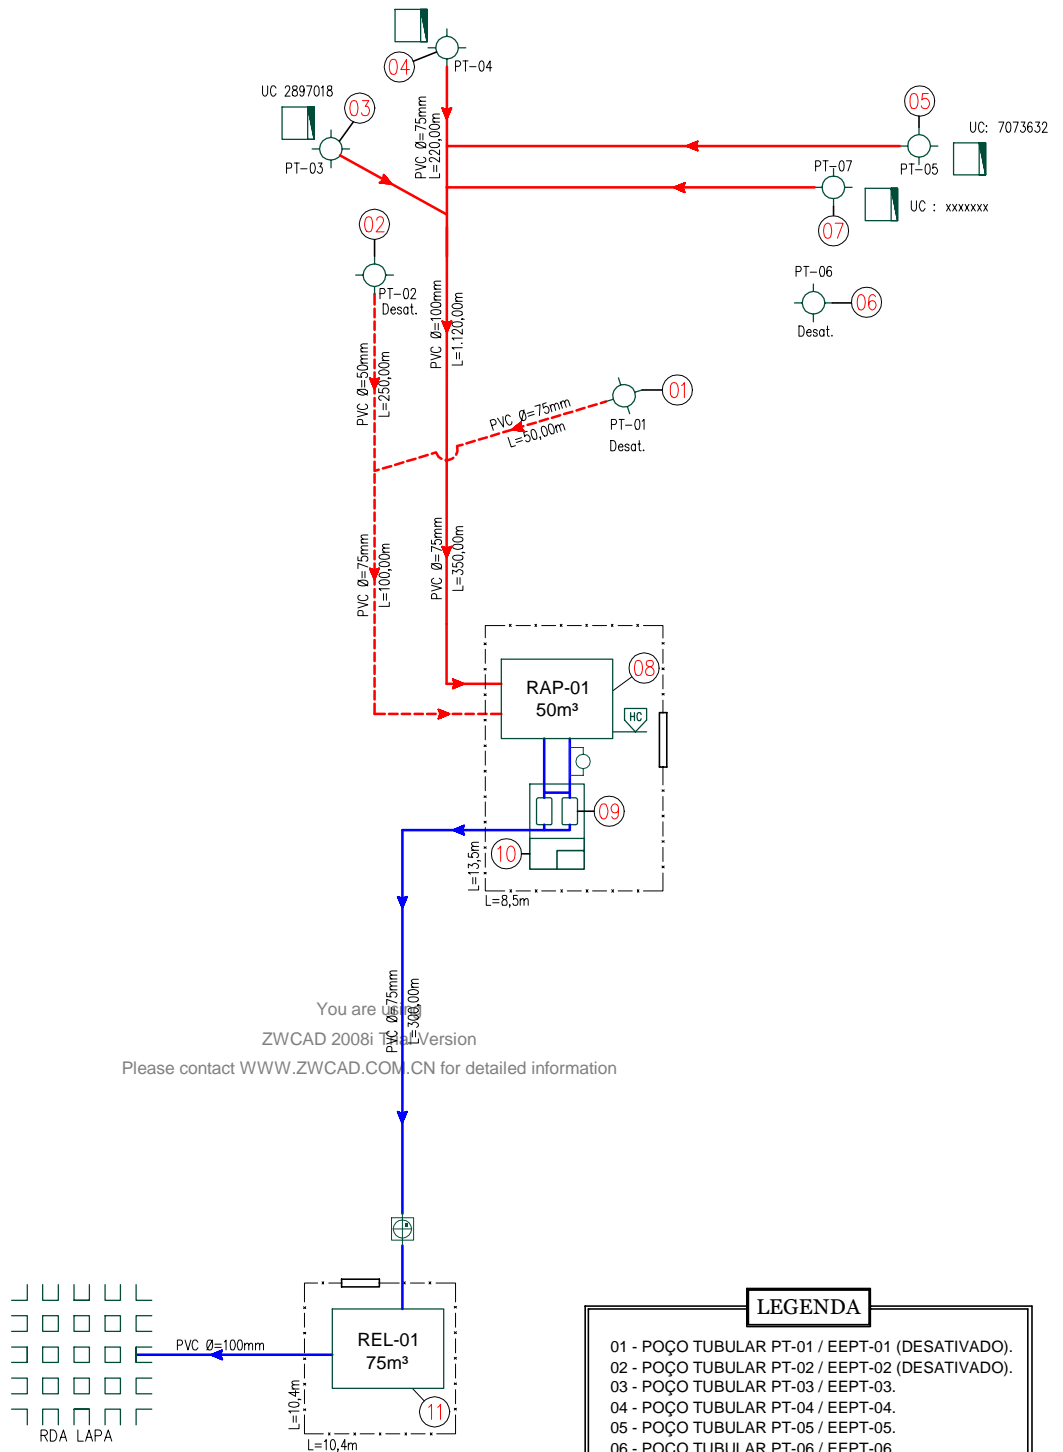 04
PT-04
UC 2897018
03
PT-03
PVC Ø=75mm
L=220,00m
05
UC: 7073632
PT-05
PT-07
UC : xxxxxxx
07
02
PT-02
Desat.
PT-06
06
Desat.
PVC Ø=100mm
L=1.120,00m
PVC Ø=50mm
L=250,00m
01
PT-01
Desat.
PVC Ø=75mm
L=50,00m
PVC Ø=75mm
L=100,00m
PVC Ø=75mm
L=350,00m
RAP-01
50m³
08
HC
09
10
L=13,5m
L=8,5m
PVC Ø=75mm
L=300,00m
You are using
ZWCAD 2008i Trial Version
Please contact WWW.ZWCAD.COM.CN for detailed information
REL-01
75m³
11
L=10,4m
L=10,4m
PVC Ø=100mm
RDA LAPA
LEGENDA
01 - POÇO TUBULAR PT-01 / EEPT-01 (DESATIVADO).
02 - POÇO TUBULAR PT-02 / EEPT-02 (DESATIVADO).
03 - POÇO TUBULAR PT-03 / EEPT-03.
04 - POÇO TUBULAR PT-04 / EEPT-04.
05 - POÇO TUBULAR PT-05 / EEPT-05.
06 - POÇO TUBULAR PT-06 / EEPT-06